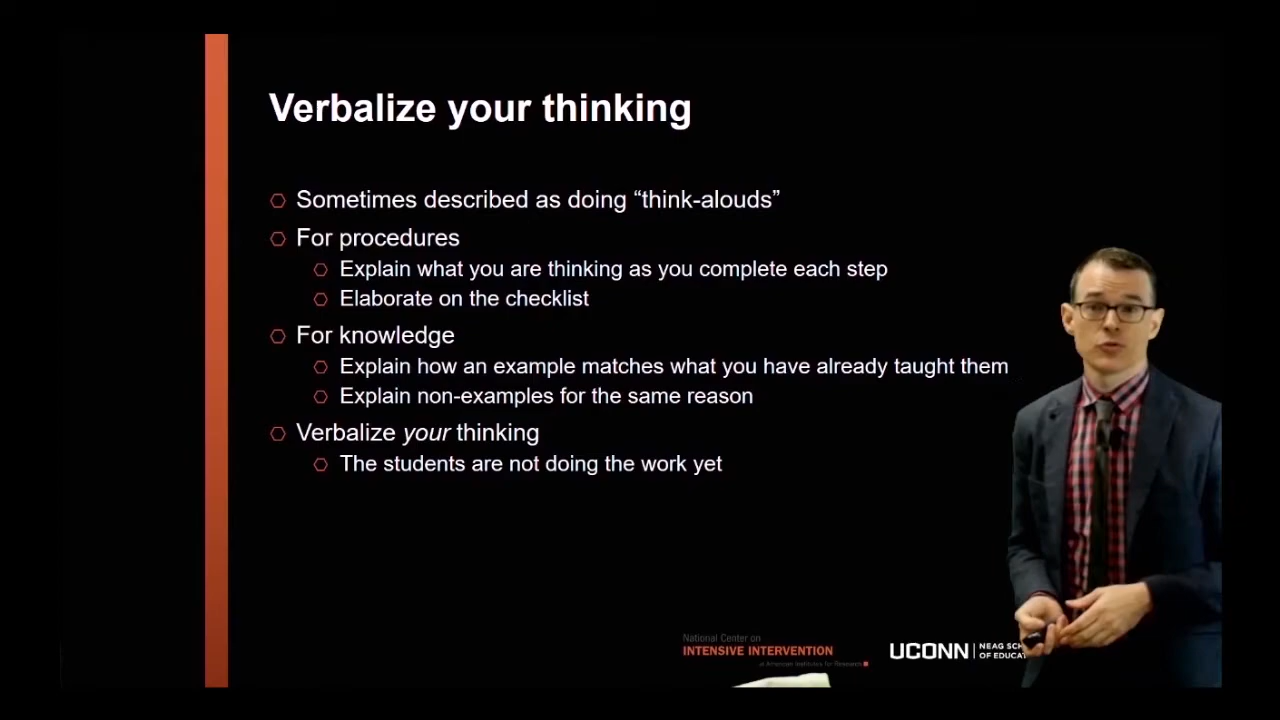 Verbalize your thinking
Sometimes described as doing “think-alouds”
For procedures
Explain what you are thinking as you complete each step
Elaborate on the checklist
For knowledge
Explain how an example matches what you have already taught them
Explain non-examples for the same reason
Verbalize your thinking
The students are not doing the work yet
National Center on
INTENSIVE INTERVENTION
at American Institutes for Research
UCONN
NEAG
OF